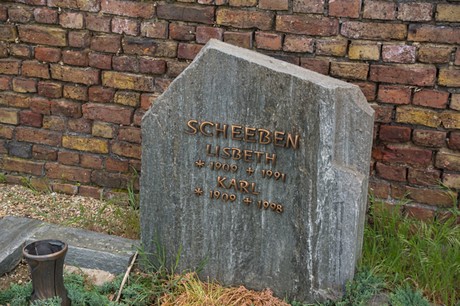 SCHEEBEN
LISBETH
* 1909 + 1991
KARL
* 1909 + 1998